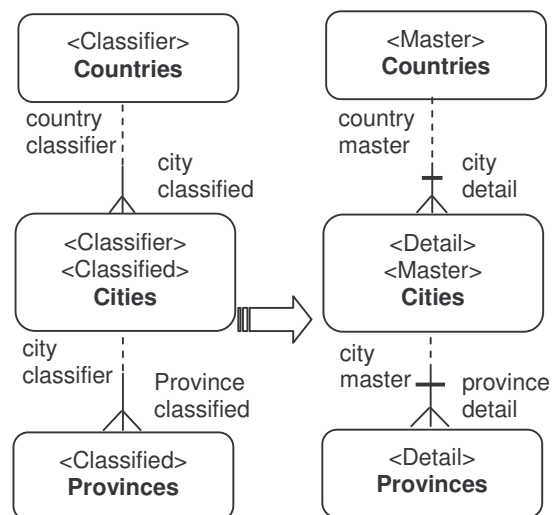 <Classifier>
Countries
country
classifier
city
classified
<Classifier>
<Classified>
Cities
city
classifier
Province
classified
<Classified>
Provinces
<Master>
Countries
country
master
city
detail
<Detail>
<Master>
Cities
city
master
province
detail
<Detail>
Provinces